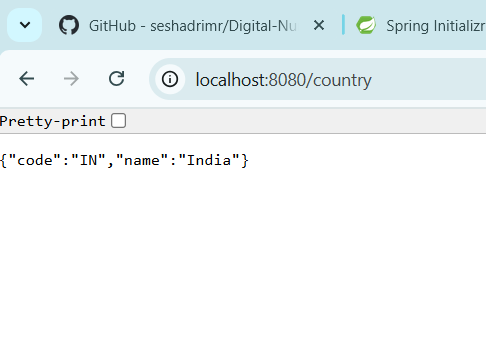 GitHub - seshadrimr/Digital-Nu
Spring Initializr
localhost:8080/country
Pretty-print
{"code":"IN","name":"India"}